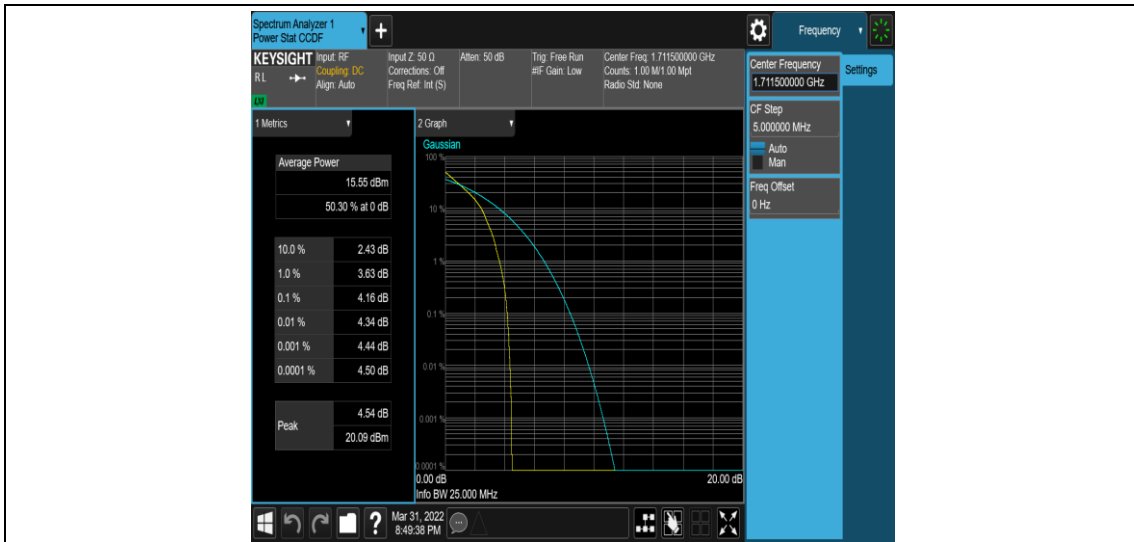 Spectrum Analyzer 1
Power Stat CCDF
Frequency
KEYSIGHT
RL
LXI
Input: RF
Coupling: DC
Align: Auto
Input Z: 50 Ω
Corrections: Off
Freq Ref: Int (S)
Atten: 50 dB
Trig: Free Run
#IF Gain: Low
Center Freq: 1.711500000 GHz
Counts: 1.00 M/1.00 Mpt
Radio Std: None
Center Frequency
1.711500000 GHz
Settings
CF Step
5.000000 MHz
Auto
Man
Freq Offset
0 Hz
1 Metrics
Average Power
15.55 dBm
50.30 % at 0 dB
10.0 % 2.43 dB
1.0 % 3.63 dB
0.1 % 4.16 dB
0.01 % 4.34 dB
0.001 % 4.44 dB
0.0001 % 4.50 dB
Peak
4.54 dB
20.09 dBm
2 Graph
Gaussian
100 %
10 %
1 %
0.1 %
0.01 %
0.001 %
0.0001 %
0.00 dB 20.00 dB
Info BW 25.000 MHz
Mar 31, 2022
8:49:38 PM